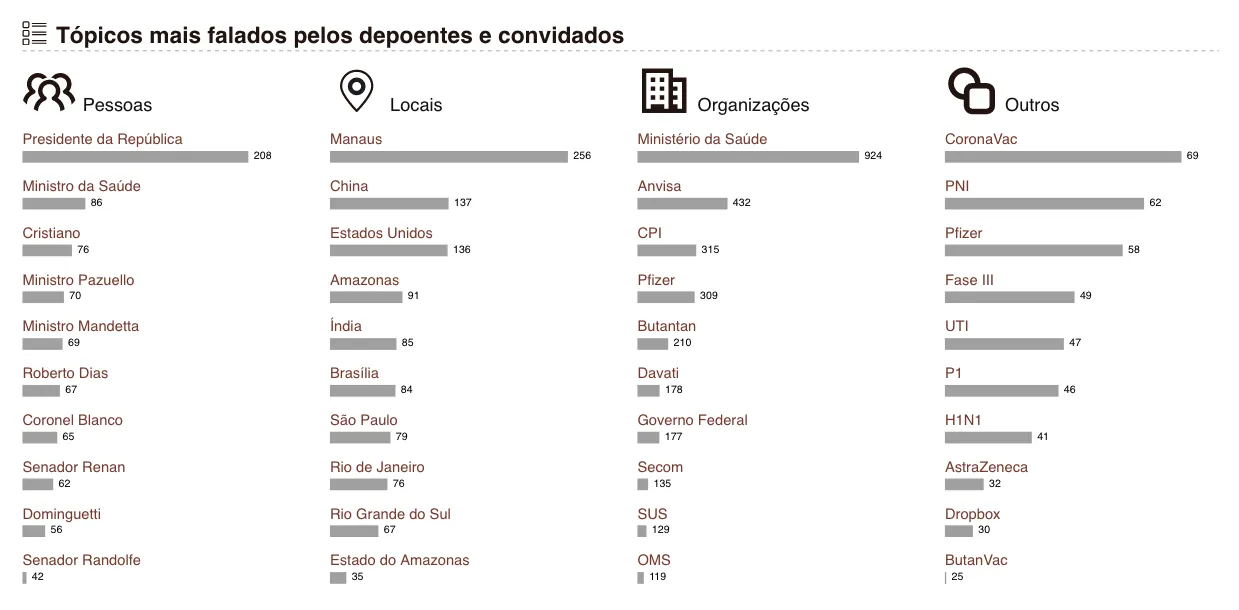 Tópicos mais falados pelos depoentes e convidados
Pessoas
Presidente da República
208
Ministro da Saúde
86
Cristiano
76
Ministro Pazuello
70
Ministro Mandetta
69
Roberto Dias
67
Coronel Blanco
65
Senador Renan
62
Dominguetti
56
Senador Randolfe
42
Locais
Manaus
256
China
137
Estados Unidos
136
Amazonas
91
Índia
85
Brasília
84
São Paulo
79
Rio de Janeiro
76
Rio Grande do Sul
67
Estado do Amazonas
35
Organizações
Ministério da Saúde
924
Anvisa
432
CPI
315
Pfizer
309
Butantan
210
Davati
178
Governo Federal
177
Secom
135
SUS
129
OMS
119
Outros
CoronaVac
69
PNI
62
Pfizer
58
Fase III
49
UTI
47
P1
46
H1N1
41
AstraZeneca
32
Dropbox
30
ButanVac
25